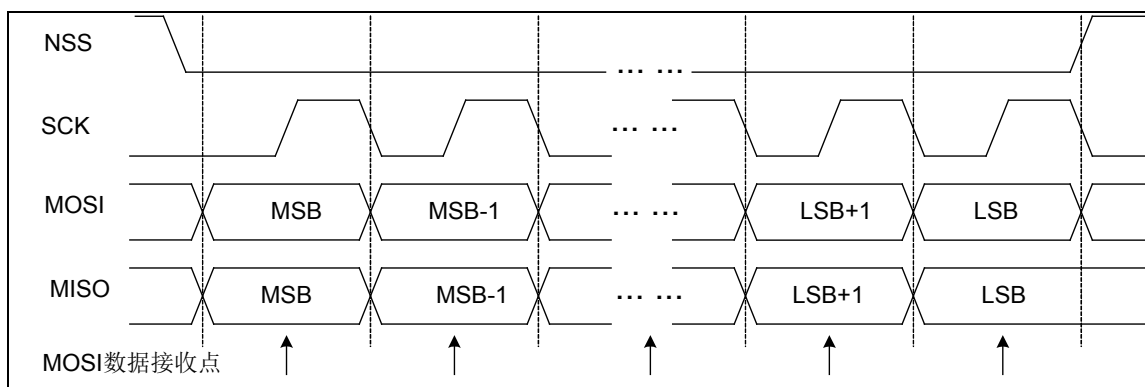 NSS
... ...
SCK
... ...
MOSI
MSB
MSB-1
... ...
LSB+1
LSB
MISO
MSB
MSB-1
... ...
LSB+1
LSB
MOSI数据接收点